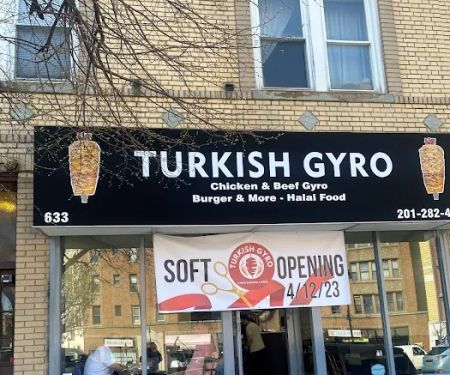 TURKISH GYRO
Chicken & Beef Gyro
Burger & More - Halal Food
633
201-282-4
SOFT OPENING
TURKISH GYRO
4/12/23